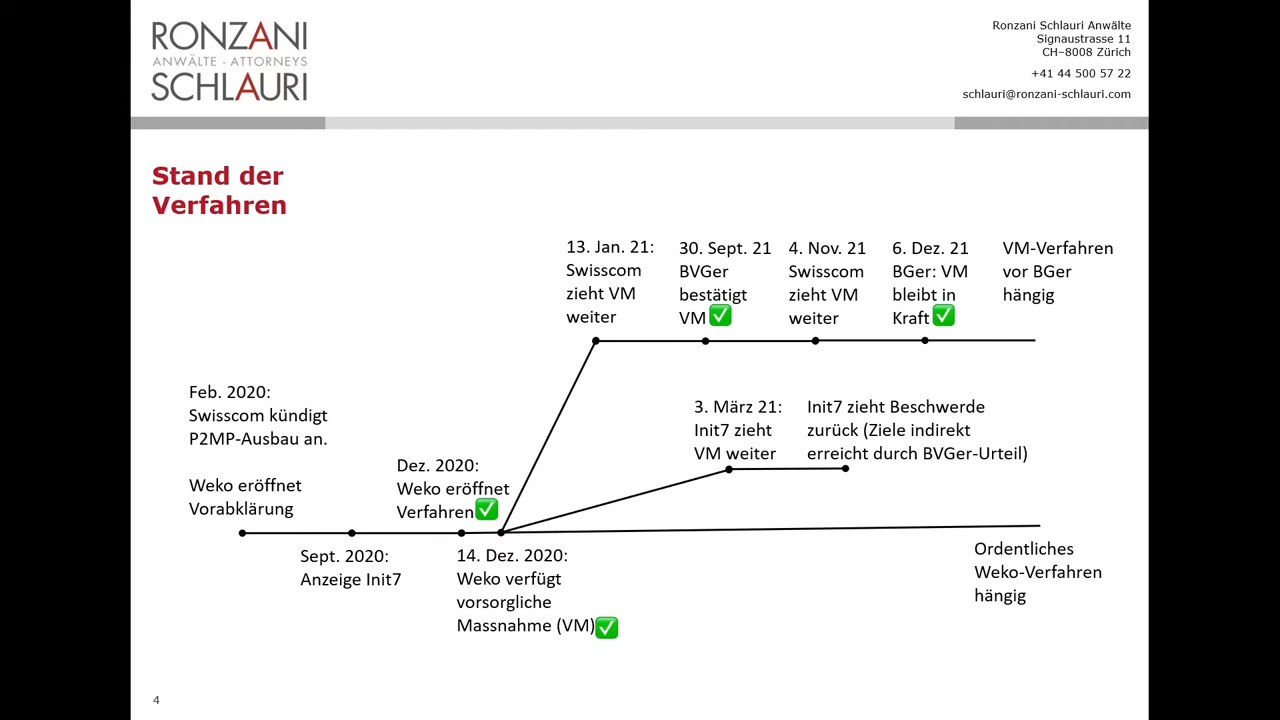 RONZANI
ANWÄLTE - ATTORNEYS
SCHLAURI
Ronzani Schlauri Anwälte
Signaustrasse 11
CH–8008 Zürich
+41 44 500 57 22
schlauri@ronzani-schlauri.com
Stand der
Verfahren
13. Jan. 21:
Swisscom
zieht VM
weiter
30. Sept. 21
BVGer
bestätigt
VM ✅
4. Nov. 21
Swisscom
zieht VM
weiter
6. Dez. 21
BGer: VM
bleibt in
Kraft ✅
VM-Verfahren
vor BGer
hängig
Feb. 2020:
Swisscom kündigt
P2MP-Ausbau an.
Weko eröffnet
Vorabklärung
3. März 21:
Init7 zieht
VM weiter
Init7 zieht Beschwerde
zurück (Ziele indirekt
erreicht durch BVGer-Urteil)
Dez. 2020:
Weko eröffnet
Verfahren ✅
Sept. 2020:
Anzeige Init7
14. Dez. 2020:
Weko verfügt
vorsorgliche
Massnahme (VM) ✅
Ordentliches
Weko-Verfahren
hängig
4